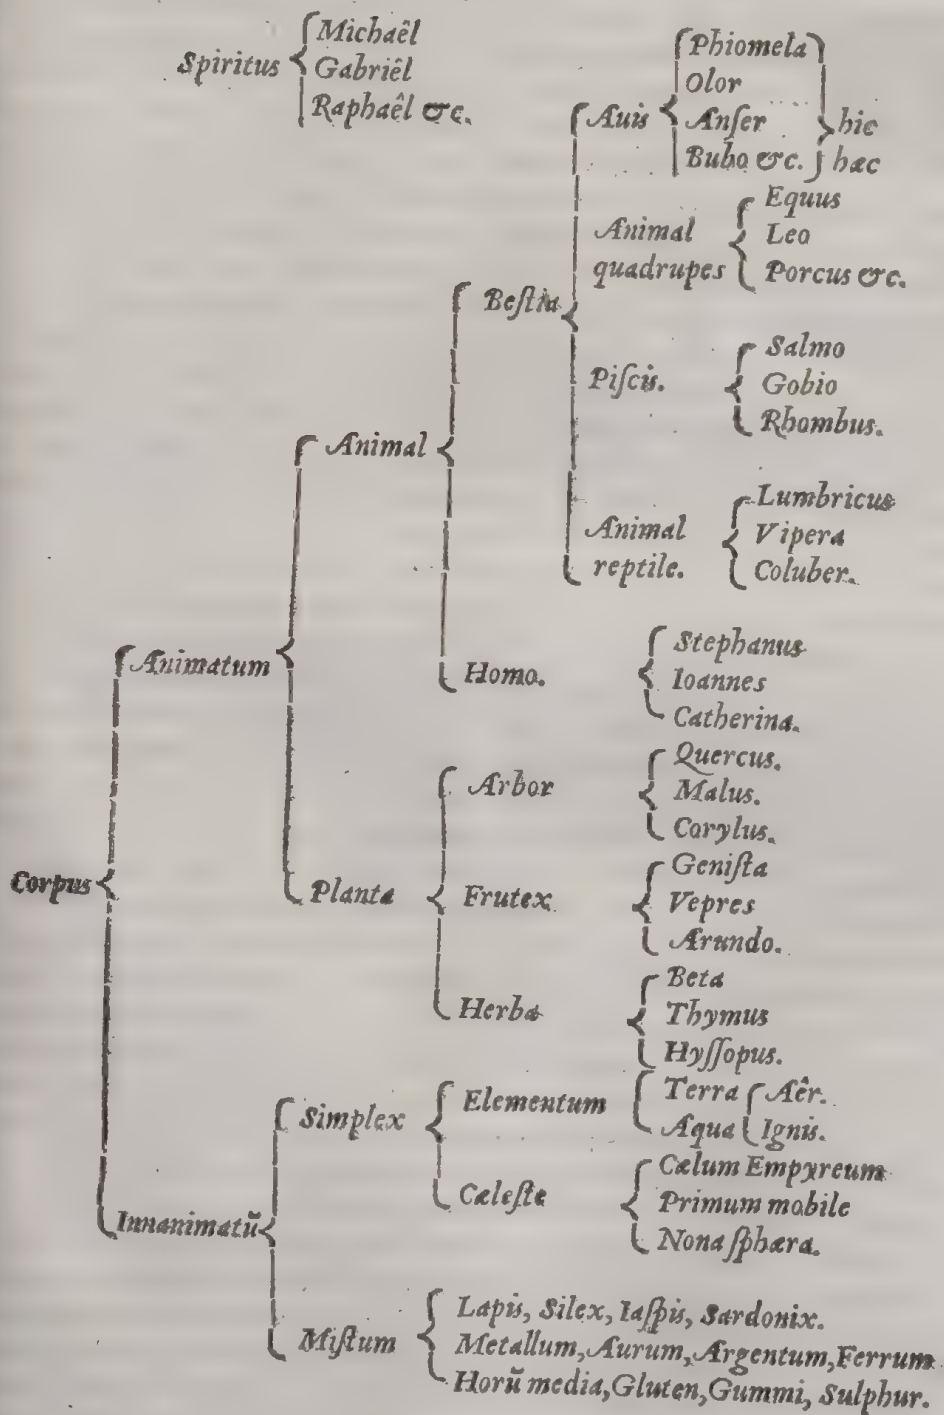 Spiritus
Michaêl
Gabriêl
Raphaêl &c.
Corpus
Animatum
Animal
Bestia
Auis
Phiomela
Olor
Anſer
Bubo &c.
hic
hæc
Animal
quadrupes
Equus
Leo
Porcus &c.
Piſcis.
Salmo
Gobio
Rhombus.
Animal
reptile.
Lumbricus
Vipera
Coluber.
Homo.
Stephanus
Ioannes
Catherina.
Planta
Arbor
Quercus.
Malus.
Corylus.
Frutex
Geniſta
Vepres
Arundo.
Herba
Beta
Thymus
Hyſſopus.
Innanimatũ
Simplex
Elementum
Terra
Aêr.
Aqua
Ignis.
Cæleſte
Cælum Empyreum
Primum mobile
Nona ſphæra.
Miſtum
Lapis, Silex, Iaſpis, Sardonix.
Metallum, Aurum, Argentum, Ferrum
Horũ media, Gluten, Gummi, Sulphur.